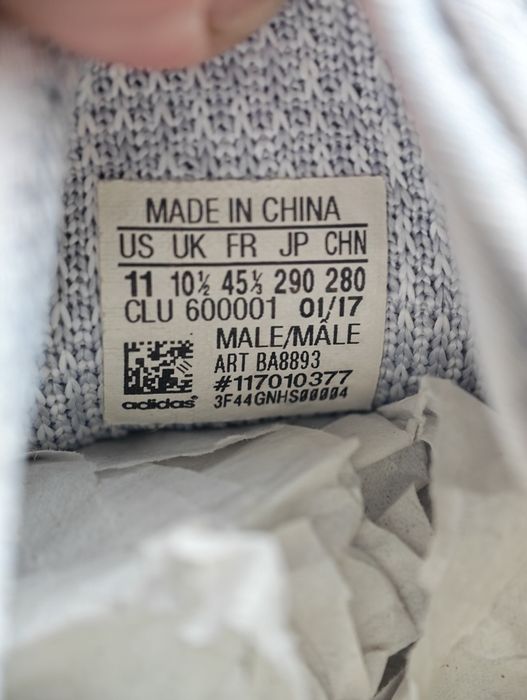 MADE IN CHINA
US UK FR JP CHN
11 10½ 45⅓ 290 280
CLU 600001 01/17
MALE/MÂLE
ART BA8893
#117010377
adidas® 3F44GNHS00004